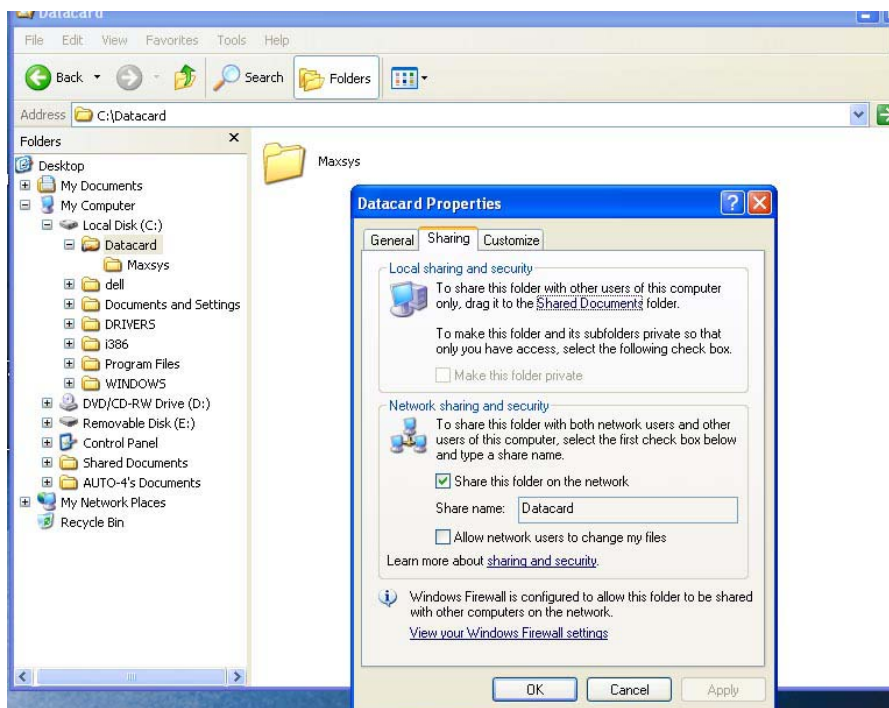 Datacard
File Edit View Favorites Tools Help
Back Search Folders
Address C:\Datacard
Folders
Desktop
My Documents
My Computer
Local Disk (C:)
Datacard
Maxsys
dell
Documents and Settings
DRIVERS
i386
Program Files
WINDOWS
DVD/CD-RW Drive (D:)
Removable Disk (E:)
Control Panel
Shared Documents
AUTO-4's Documents
My Network Places
Recycle Bin
Maxsys
Datacard Properties
General Sharing Customize
Local sharing and security
To share this folder with other users of this computer
only, drag it to the Shared Documents folder.
To make this folder and its subfolders private so that
only you have access, select the following check box.
Make this folder private
Network sharing and security
To share this folder with both network users and other
users of this computer, select the first check box below
and type a share name.
Share this folder on the network
Share name: Datacard
Allow network users to change my files
Learn more about sharing and security.
Windows Firewall is configured to allow this folder to be shared
with other computers on the network.
View your Windows Firewall settings
OK Cancel Apply